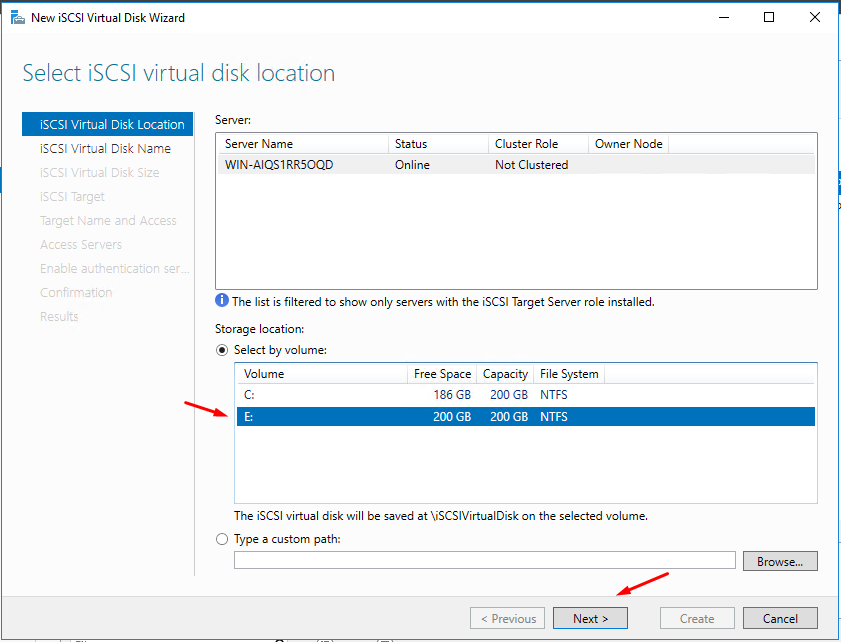 New iSCSI Virtual Disk Wizard
Select iSCSI virtual disk location
iSCSI Virtual Disk Location
iSCSI Virtual Disk Name
iSCSI Virtual Disk Size
iSCSI Target
Target Name and Access
Access Servers
Enable authentication ser...
Confirmation
Results
Server:
Server Name Status Cluster Role Owner Node
WIN-AIQS1RR5OQD Online Not Clustered
The list is filtered to show only servers with the iSCSI Target Server role installed.
Storage location:
Select by volume:
Volume Free Space Capacity File System
C: 186 GB 200 GB NTFS
E: 200 GB 200 GB NTFS
The iSCSI virtual disk will be saved at \iSCSIVirtualDisk on the selected volume.
Type a custom path:
Browse...
< Previous Next > Create Cancel